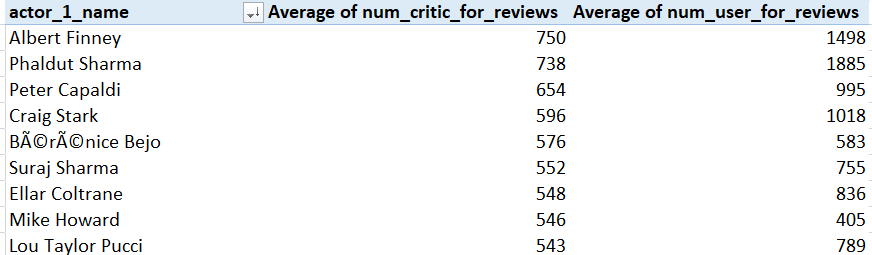 actor_1_name Average of num_critic_for_reviews Average of num_user_for_reviews
Albert Finney 750 1498
Phaldut Sharma 738 1885
Peter Capaldi 654 995
Craig Stark 596 1018
BÃ©rÃ©nice Bejo 576 583
Suraj Sharma 552 755
Ellar Coltrane 548 836
Mike Howard 546 405
Lou Taylor Pucci 543 789